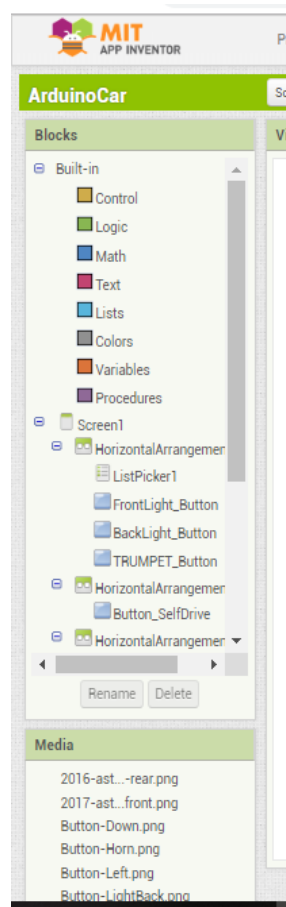 MIT
APP INVENTOR
P
ArduinoCar
Sc
Blocks
Vi
Built-in
Control
Logic
Math
Text
Lists
Colors
Variables
Procedures
Screen1
HorizontalArrangemen
ListPicker1
FrontLight_Button
BackLight_Button
TRUMPET_Button
HorizontalArrangemen
Button_SelfDrive
HorizontalArrangemen
Rename Delete
Media
2016-ast...-rear.png
2017-ast...front.png
Button-Down.png
Button-Horn.png
Button-Left.png
Button-LightBack.png